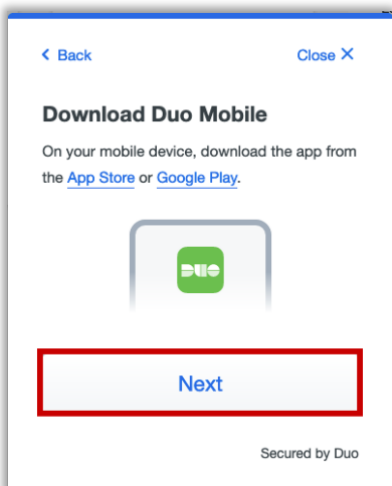 Back
Close X
Download Duo Mobile
On your mobile device, download the app from
the App Store or Google Play.
DUO
Next
Secured by Duo